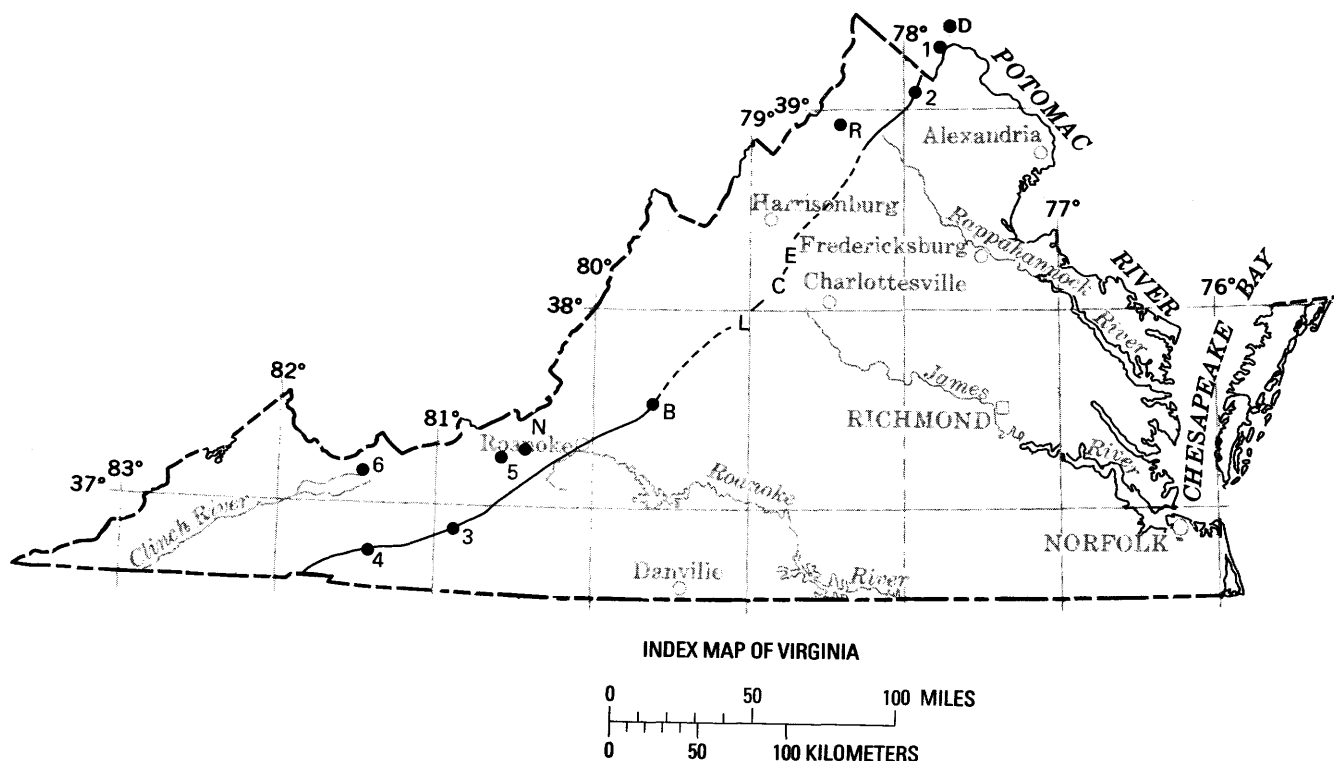 D
78°
1
POTOMAC
2
39°
79°
R
Alexandria
77°
Harrisonburg
Rappahannock
Fredericksburg
80°
E
RIVER
76°
BAY
C
Charlottesville
38°
L
River
CHESAPEAKE
82°
James
B
RICHMOND
81°
N
Roanoke
River
5
6
Roanoke
83°
37°
Clinch River
3
NORFOLK
4
Danville
River
INDEX MAP OF VIRGINIA
0 50 100 MILES
0 50 100 KILOMETERS